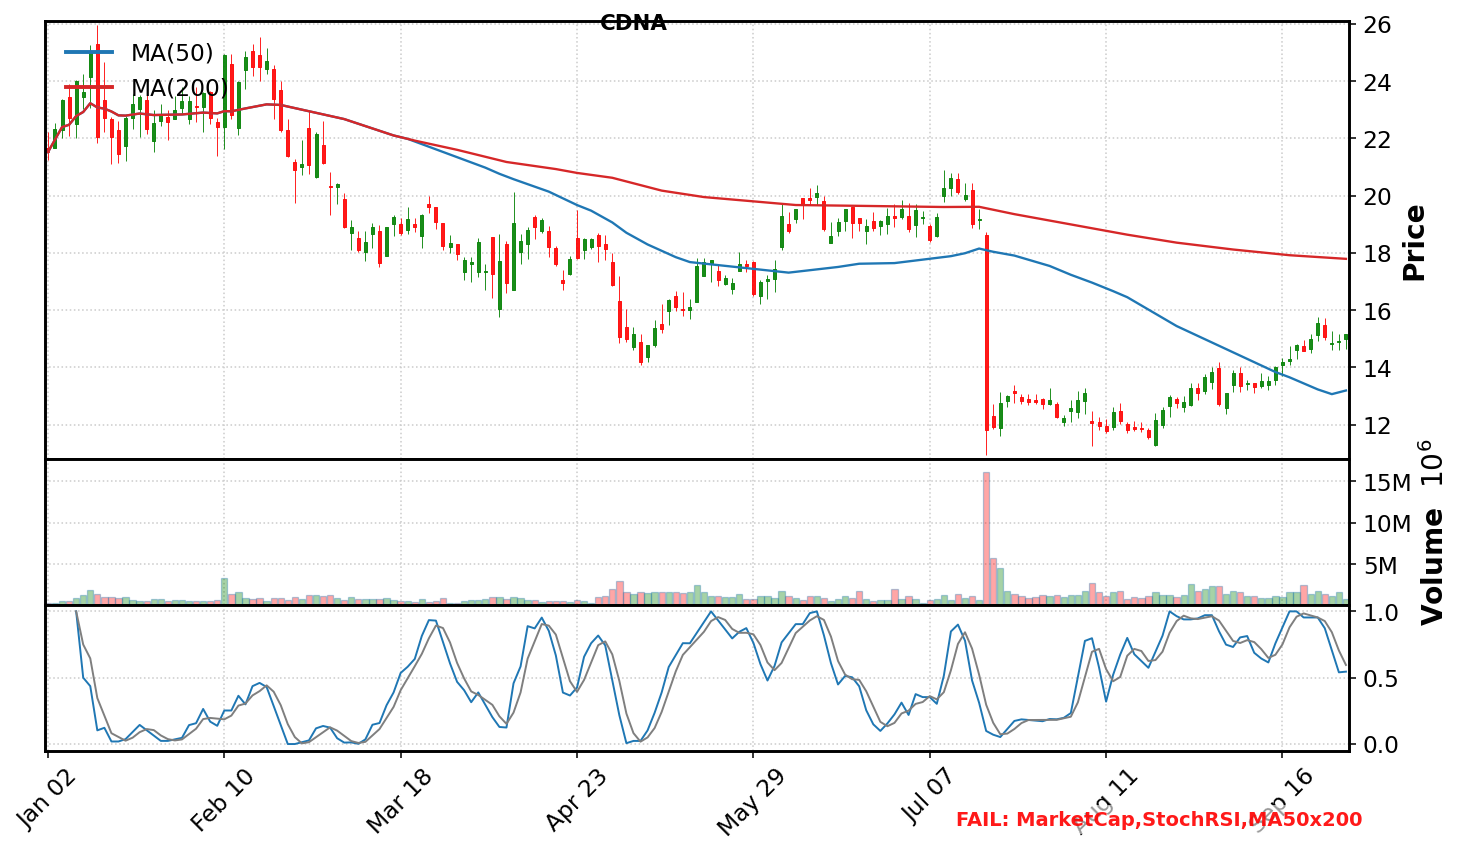 CDNA
MA(50)
MA(200)
26
24
22
20
18
16
14
12
Price
15M
10M
5M
Volume 10^6
1.0
0.5
0.0
Jan 02
Feb 10
Mar 18
Apr 23
May 29
Jul 07
Aug 11
Sep 16
FAIL: MarketCap,StochRSI,MA50x200